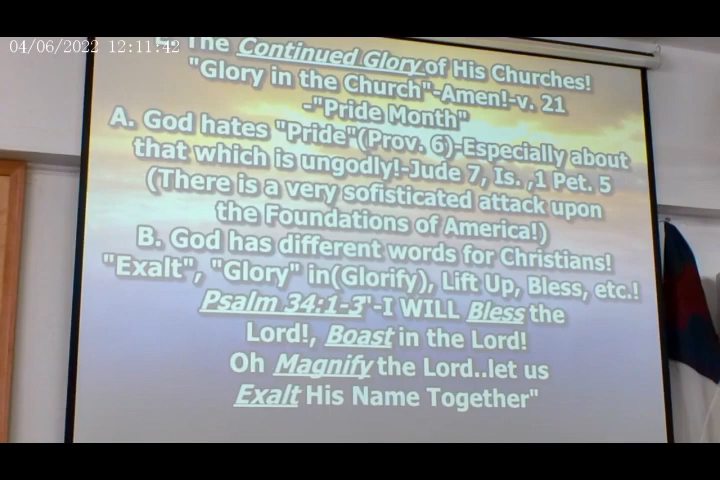 04/06/2022 12:11:42
The Continued Glory of His Churches!
"Glory in the Church"-Amen!-v. 21
-"Pride Month"
A. God hates "Pride"(Prov. 6)-Especially about
that which is ungodly!-Jude 7, Is. ,1 Pet. 5
(There is a very sofisticated attack upon
the Foundations of America!)
B. God has different words for Christians!
"Exalt", "Glory" in(Glorify), Lift Up, Bless, etc.!
Psalm 34:1-3'-I WILL Bless the
Lord!, Boast in the Lord!
Oh Magnify the Lord..let us
Exalt His Name Together"